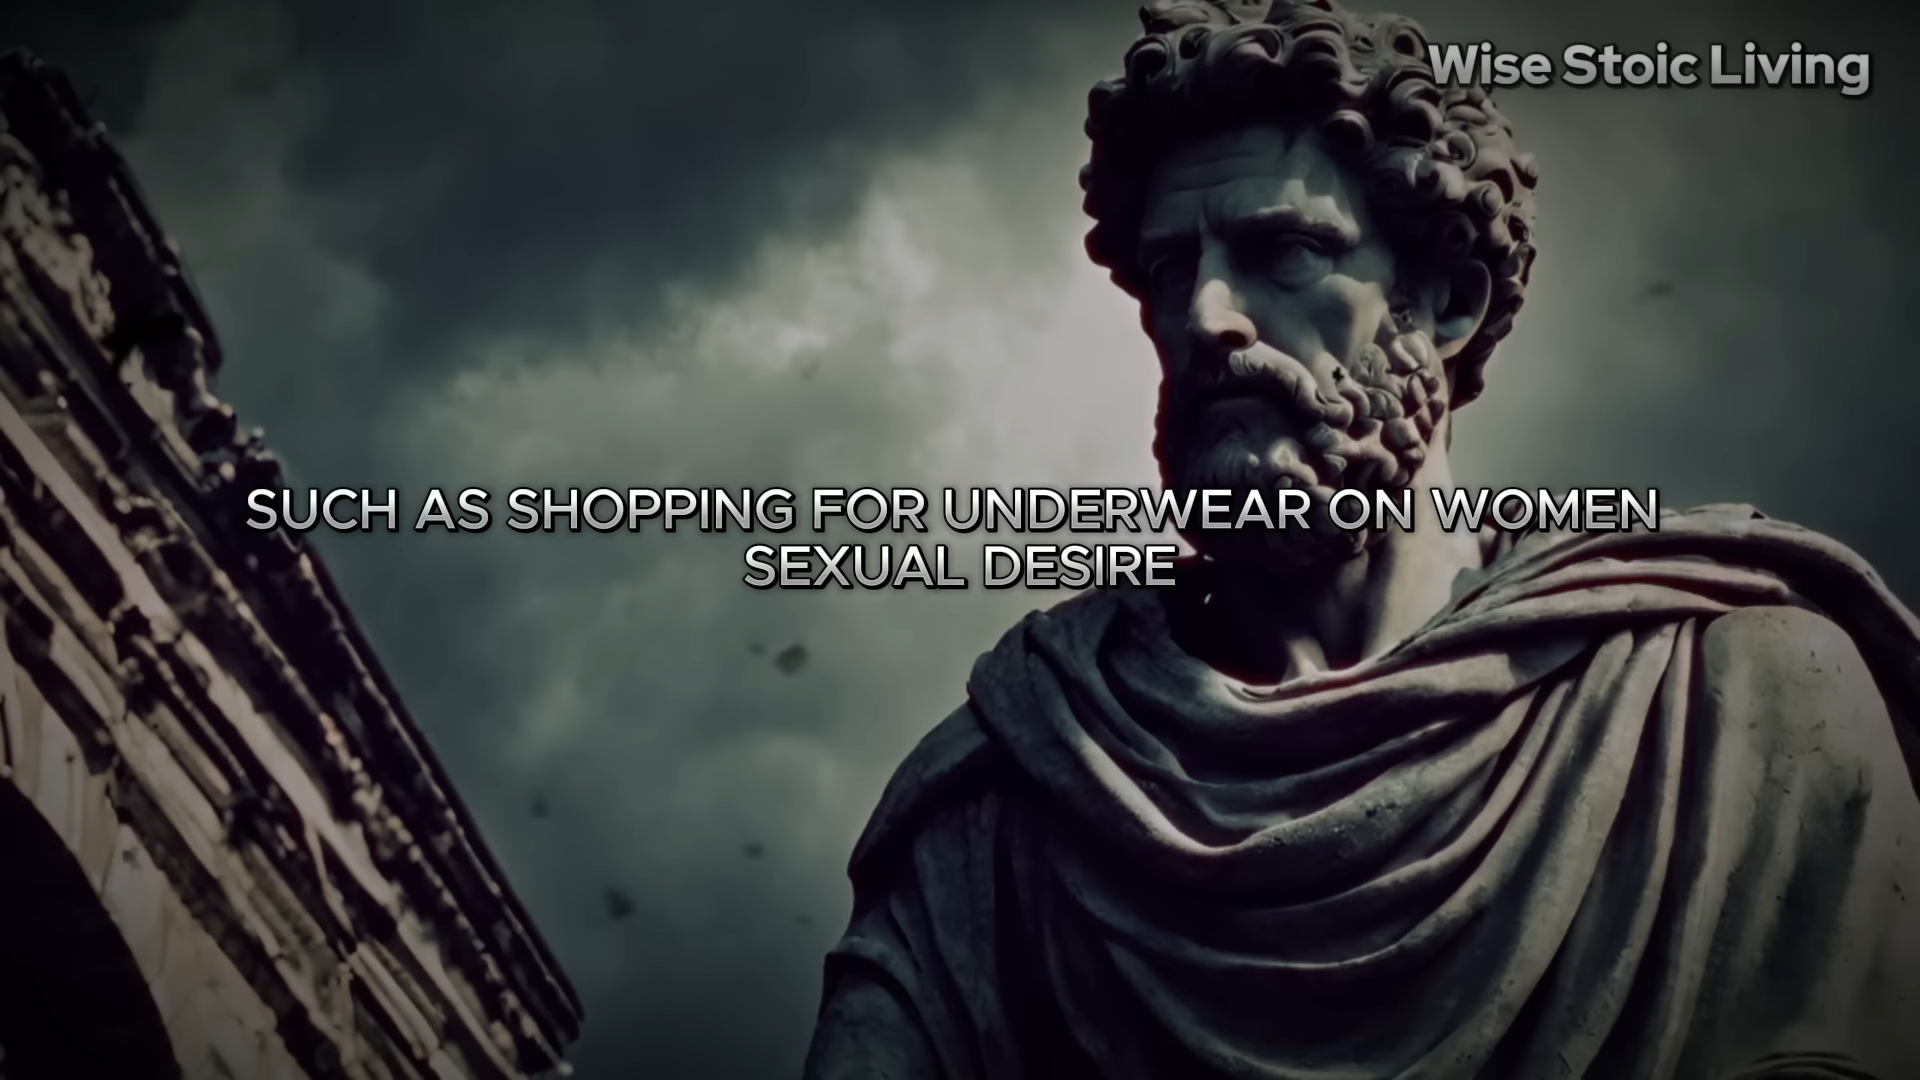 Wise Stoic Living
SUCH AS SHOPPING FOR UNDERWEAR ON WOMEN
SEXUAL DESIRE